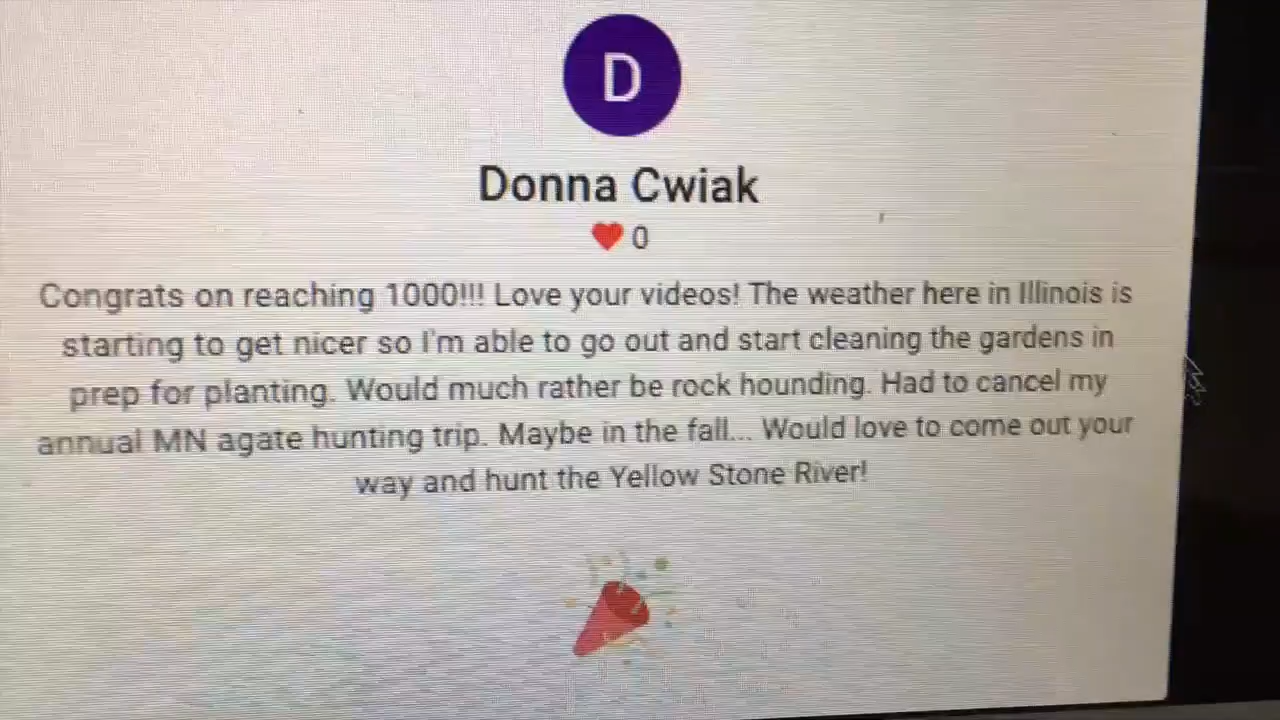 D
Donna Cwiak
❤ 0
Congrats on reaching 1000!!! Love your videos! The weather here in Illinois is
starting to get nicer so I'm able to go out and start cleaning the gardens in
prep for planting. Would much rather be rock hounding. Had to cancel my
annual MN agate hunting trip. Maybe in the fall... Would love to come out your
way and hunt the Yellow Stone River!